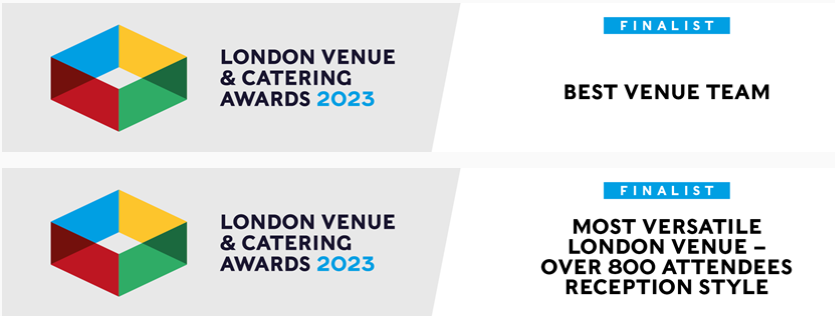 LONDON VENUE
& CATERING
AWARDS 2023
FINALIST
BEST VENUE TEAM
LONDON VENUE
& CATERING
AWARDS 2023
FINALIST
MOST VERSATILE
LONDON VENUE –
OVER 800 ATTENDEES
RECEPTION STYLE